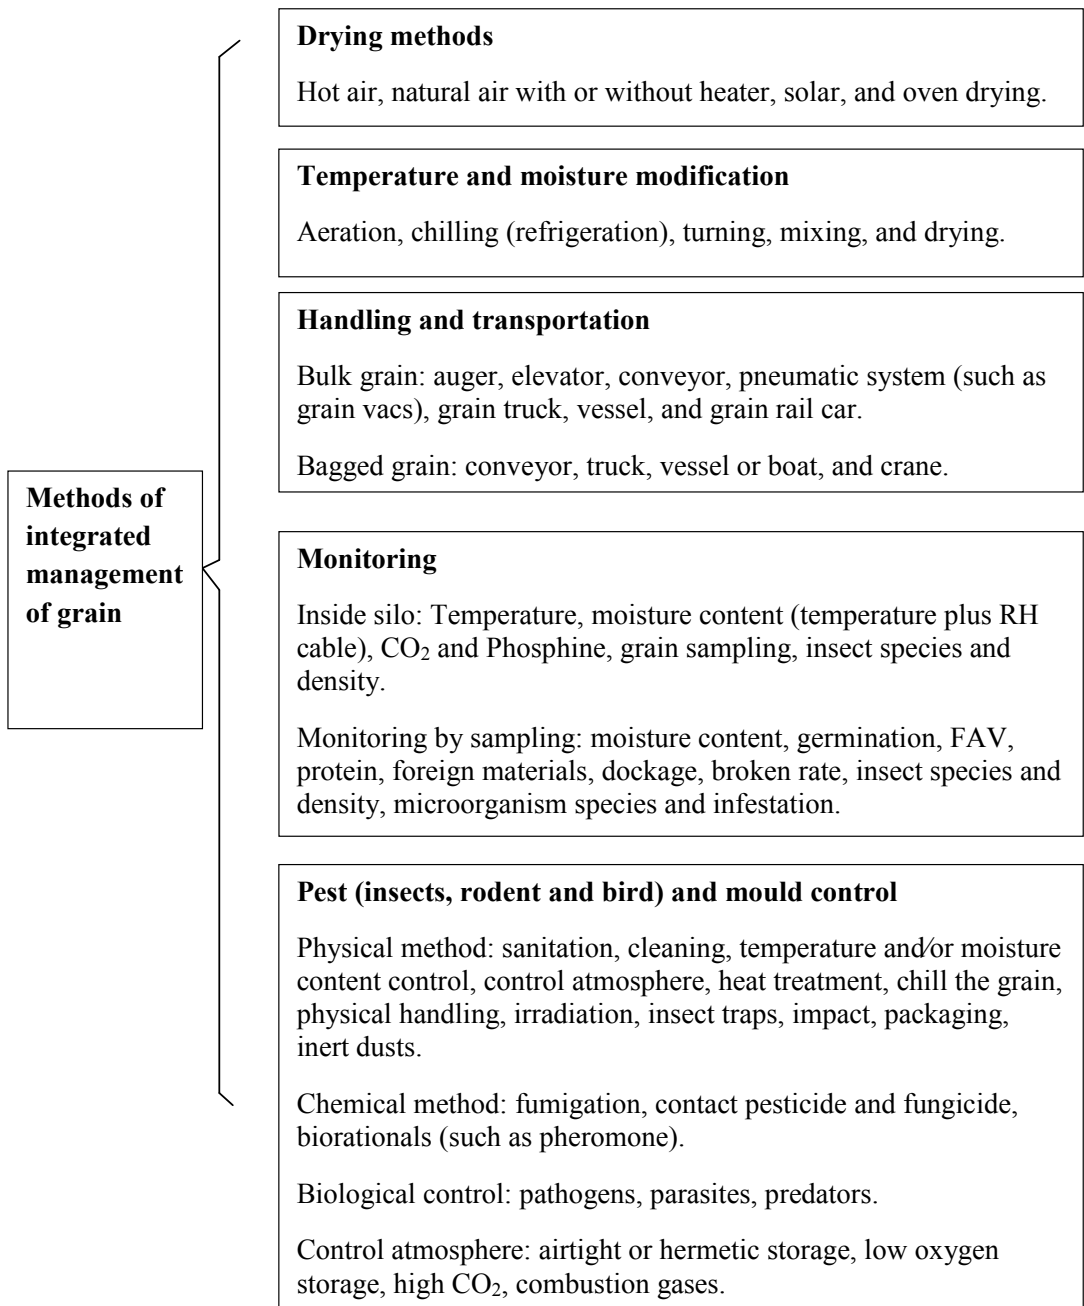 Drying methods
Hot air, natural air with or without heater, solar, and oven drying.
Temperature and moisture modification
Aeration, chilling (refrigeration), turning, mixing, and drying.
Handling and transportation
Bulk grain: auger, elevator, conveyor, pneumatic system (such as
grain vacs), grain truck, vessel, and grain rail car.
Bagged grain: conveyor, truck, vessel or boat, and crane.
Methods of
integrated
management
of grain
Monitoring
Inside silo: Temperature, moisture content (temperature plus RH
cable), CO₂ and Phosphine, grain sampling, insect species and
density.
Monitoring by sampling: moisture content, germination, FAV,
protein, foreign materials, dockage, broken rate, insect species and
density, microorganism species and infestation.
Pest (insects, rodent and bird) and mould control
Physical method: sanitation, cleaning, temperature and/or moisture
content control, control atmosphere, heat treatment, chill the grain,
physical handling, irradiation, insect traps, impact, packaging,
inert dusts.
Chemical method: fumigation, contact pesticide and fungicide,
biorationals (such as pheromone).
Biological control: pathogens, parasites, predators.
Control atmosphere: airtight or hermetic storage, low oxygen
storage, high CO₂, combustion gases.